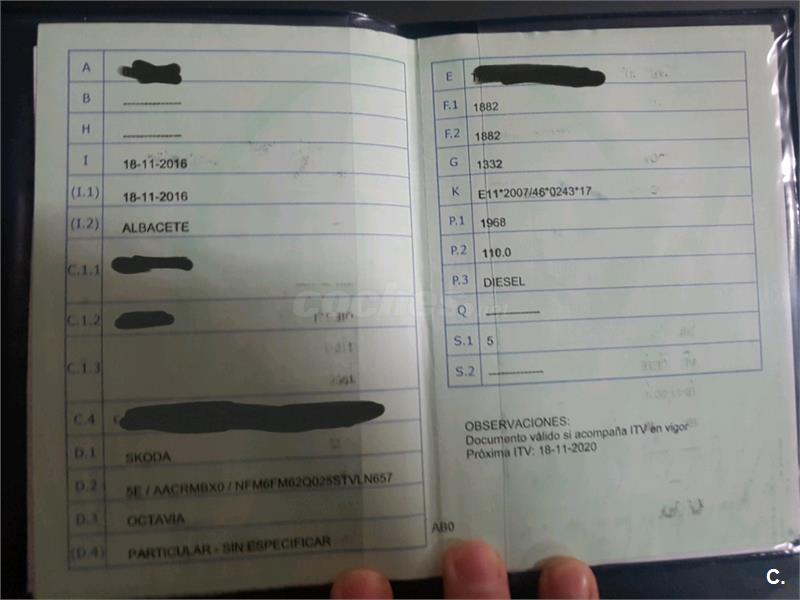 A
B ----------------
H ----------------
I 18-11-2016
(I.1) 18-11-2016
(I.2) ALBACETE
C.1.1
C.1.2
C.1.3
C.4
D.1 SKODA
D.2 5E / AACRMBX0 / NFM6FM62Q025STVLN657
D.3 OCTAVIA
(D.4) PARTICULAR - SIN ESPECIFICAR
AB0
E
F.1 1882
F.2 1882
G 1332
K E11*2007/46*0243*17
P.1 1968
P.2 110.0
P.3 DIESEL
Q ----------------
S.1 5
S.2 ----------------
OBSERVACIONES:
Documento válido si acompaña ITV en vigor
Próxima ITV: 18-11-2020
coches.net
C.